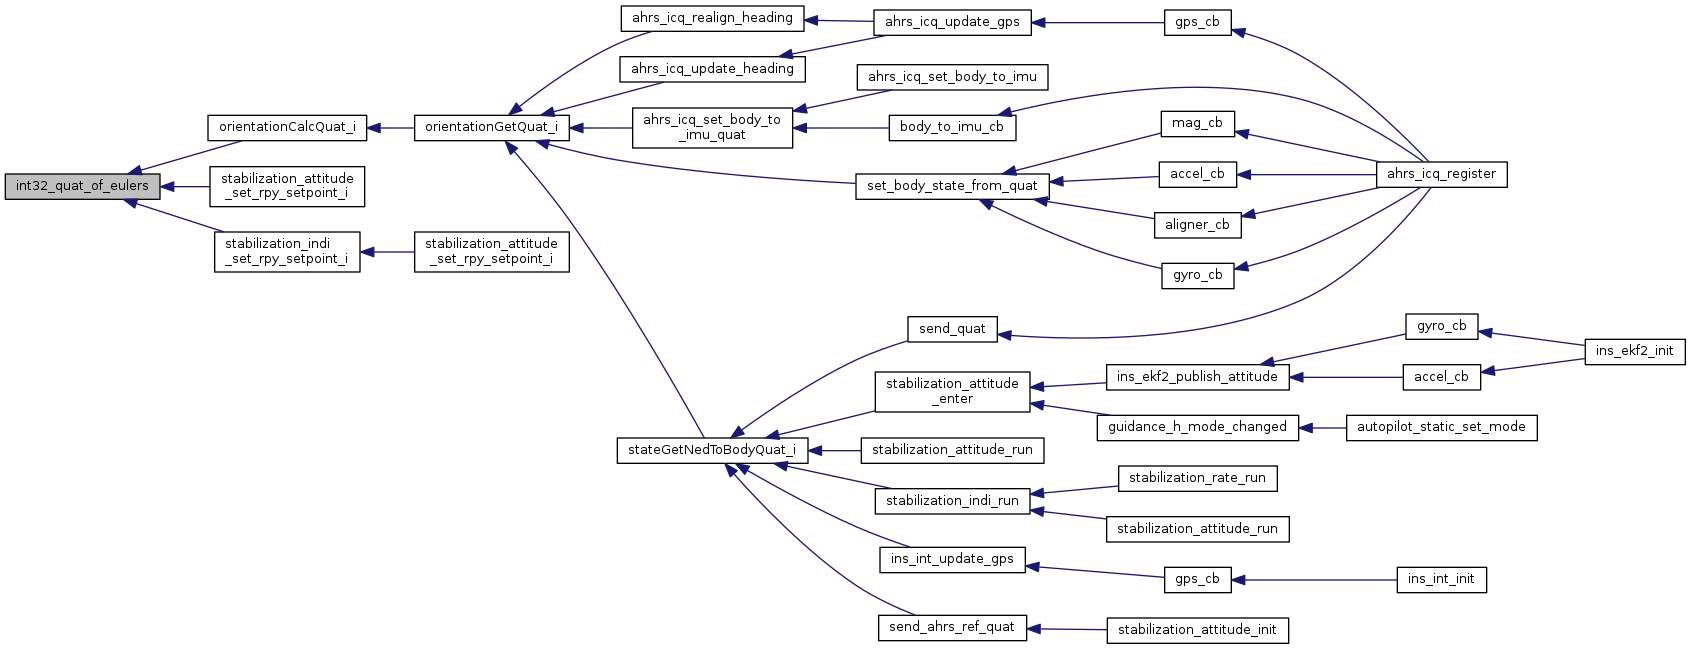 int32_quat_of_eulers
orientationCalcQuat_i
stabilization_attitude
_set_rpy_setpoint_i
stabilization_indi
_set_rpy_setpoint_i
orientationGetQuat_i
stabilization_attitude
_set_rpy_setpoint_i
ahrs_icq_realign_heading
ahrs_icq_update_heading
ahrs_icq_set_body_to
_imu_quat
stateGetNedToBodyQuat_i
ahrs_icq_update_gps
ahrs_icq_set_body_to_imu
body_to_imu_cb
set_body_state_from_quat
send_quat
stabilization_attitude
_enter
stabilization_attitude_run
stabilization_indi_run
ins_int_update_gps
send_ahrs_ref_quat
gps_cb
mag_cb
accel_cb
aligner_cb
gyro_cb
ins_ekf2_publish_attitude
guidance_h_mode_changed
stabilization_rate_run
stabilization_attitude_run
gps_cb
stabilization_attitude_init
ahrs_icq_register
gyro_cb
accel_cb
autopilot_static_set_mode
ins_int_init
ins_ekf2_init